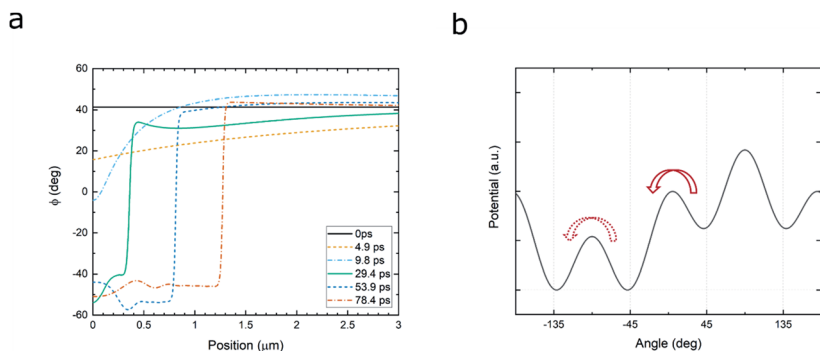 a
b
60
40
20
0
-20
-40
-60
ϕ (deg)
0ps
4.9 ps
9.8 ps
29.4 ps
53.9 ps
78.4 ps
0 0.5 1 1.5 2 2.5 3
Position (μm)
Potential (a.u.)
-135 -45 45 135
Angle (deg)